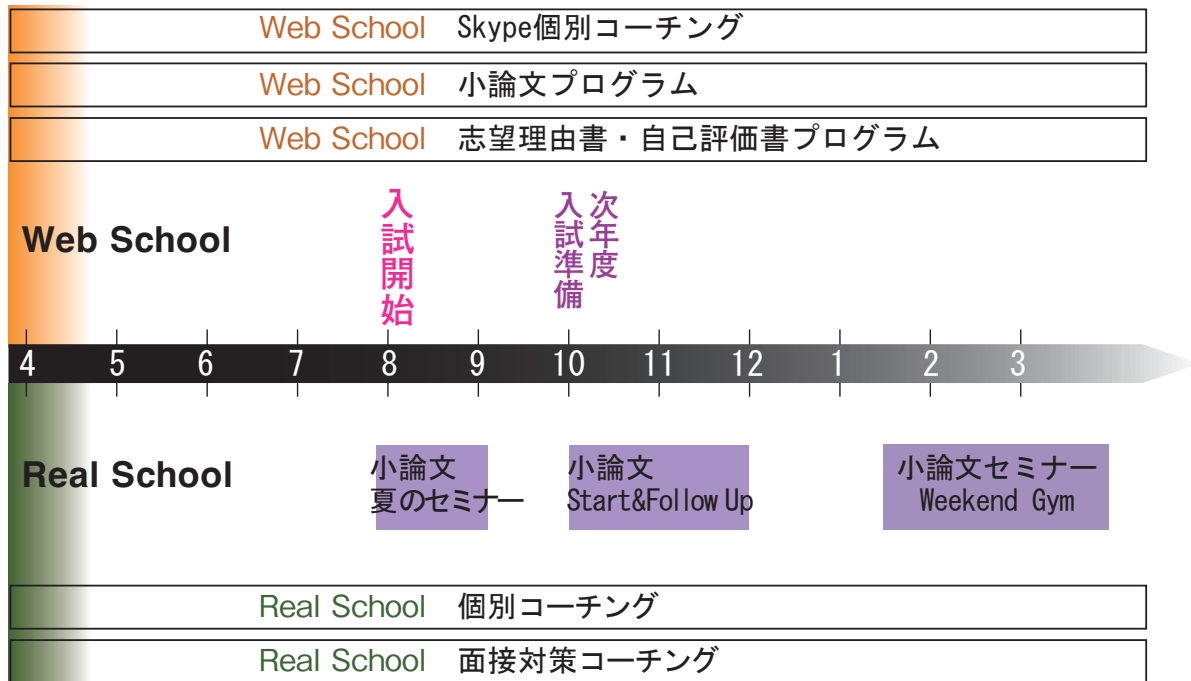 Web School Skype個別コーチング
Web School 小論文プログラム
Web School 志望理由書・自己評価書プログラム
Web School
入試開始
次年度
入試準備
4 5 6 7 8 9 10 11 12 1 2 3
Real School
小論文
夏のセミナー
小論文
Start&Follow Up
小論文セミナー
Weekend Gym
Real School 個別コーチング
Real School 面接対策コーチング